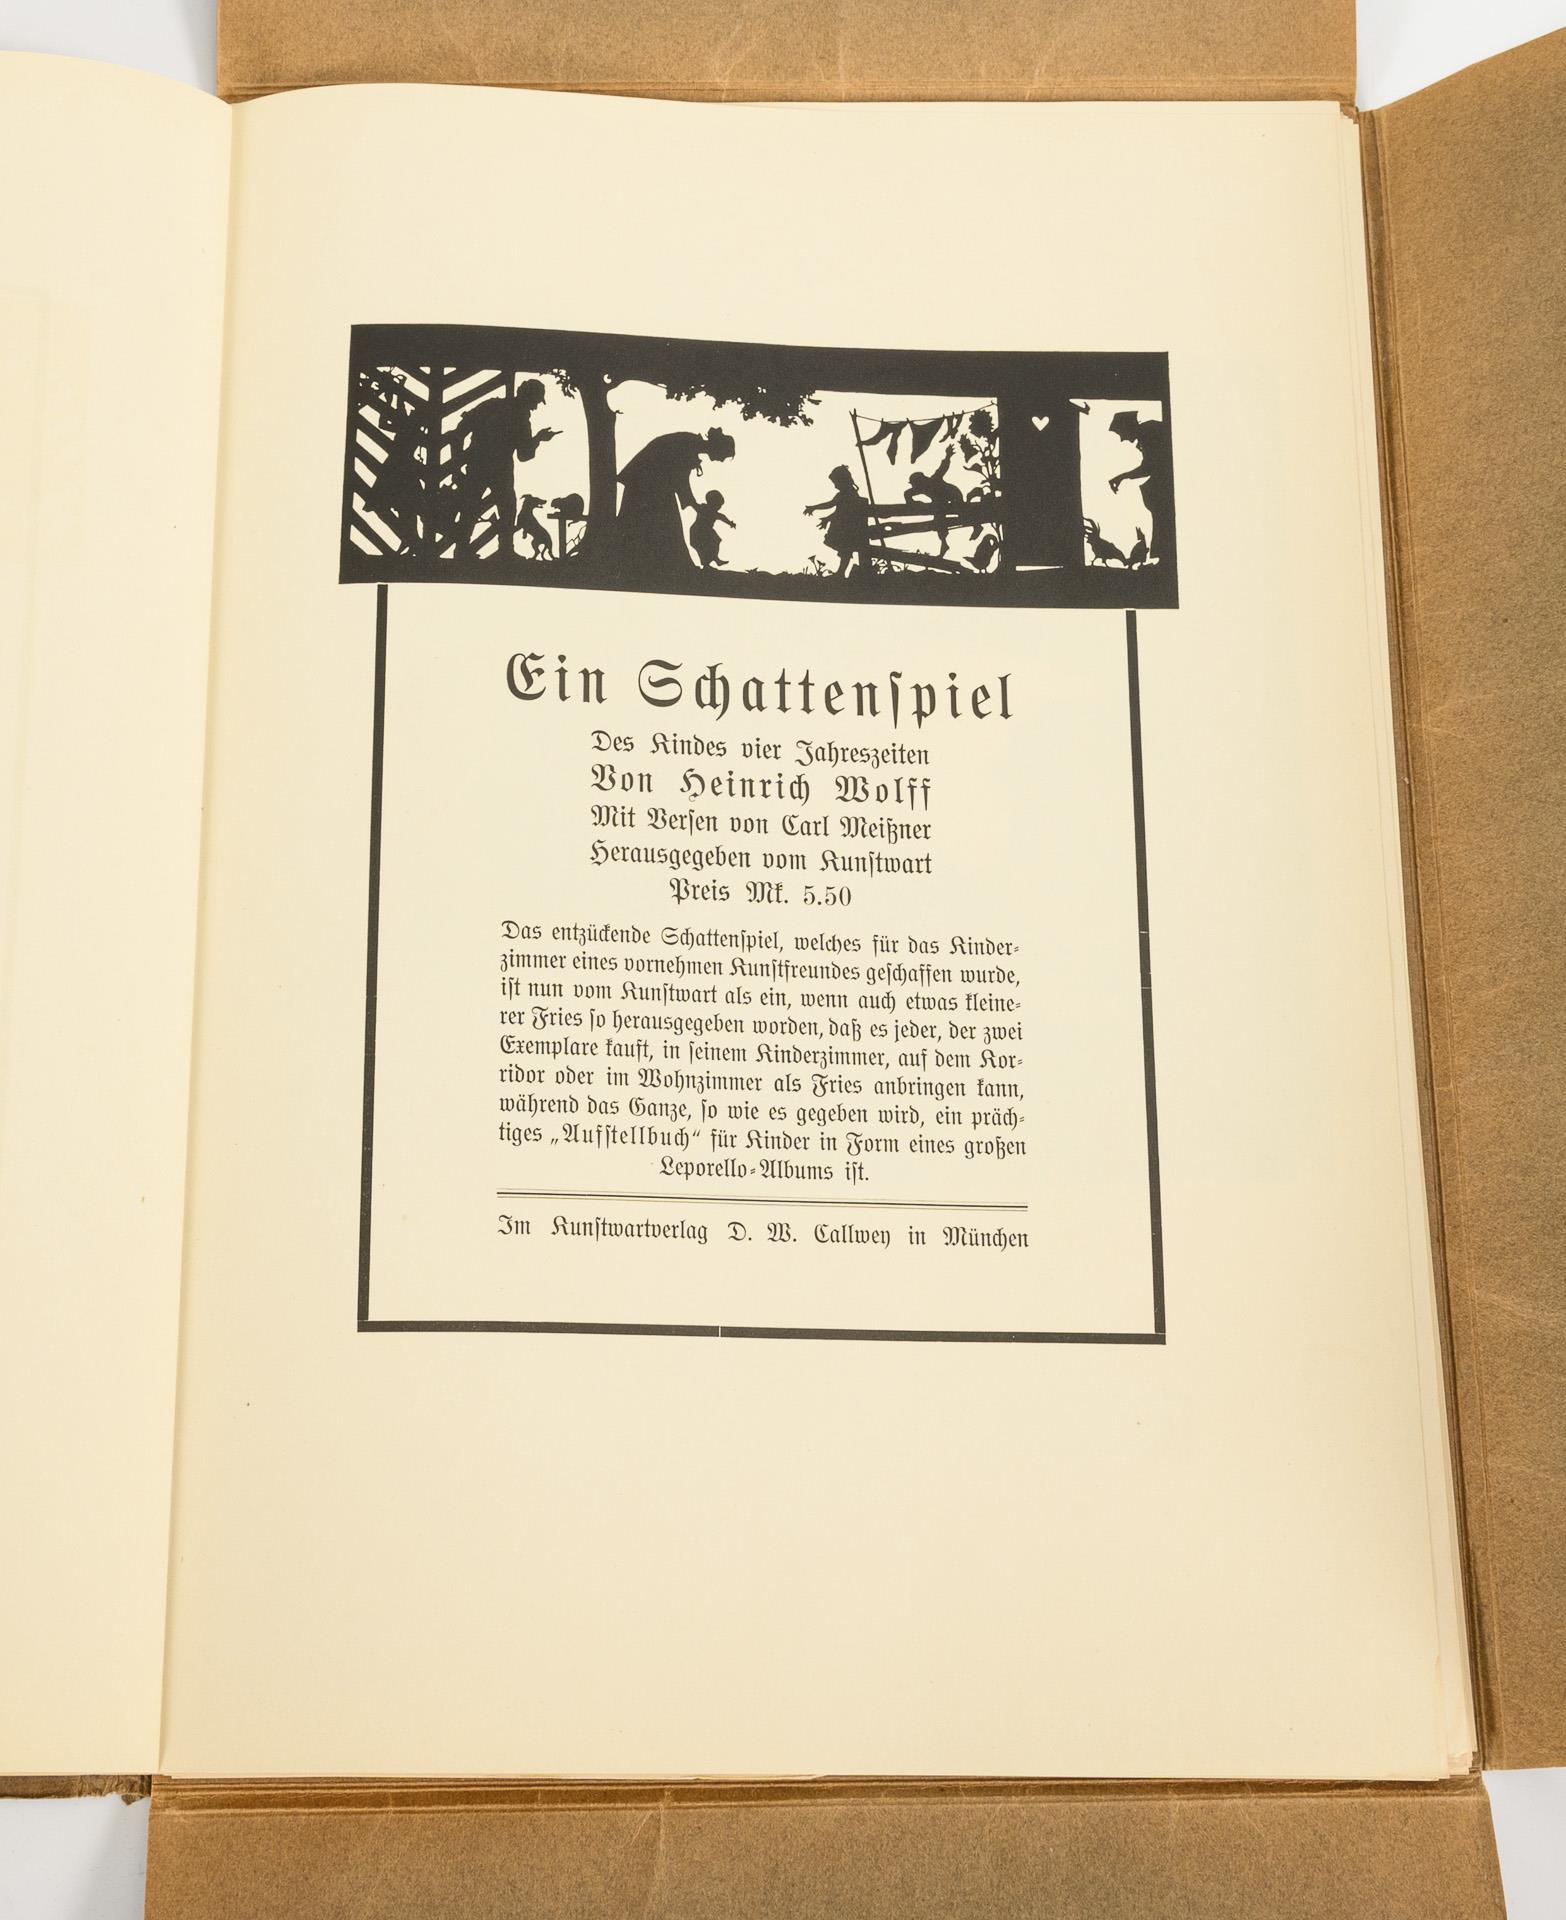 Ein Schattenſpiel
Des Kindes vier Jahreszeiten
Von Heinrich Wolff
Mit Verſen von Carl Meißner
Herausgegeben vom Kunſtwart
Preis Mk. 5.50
Das entzückende Schattenſpiel, welches für das Kinder⸗
zimmer eines vornehmen Kunſtfreundes geſchaffen wurde,
iſt nun vom Kunſtwart als ein, wenn auch etwas kleine⸗
rer Fries ſo herausgegeben worden, daß es jeder, der zwei
Exemplare kauft, in ſeinem Kinderzimmer, auf dem Kor⸗
ridor oder im Wohnzimmer als Fries anbringen kann,
während das Ganze, ſo wie es gegeben wird, ein präch⸗
tiges „Aufſtellbuch“ für Kinder in Form eines großen
Leporello⸗Albums iſt.
Im Kunſtwartverlag D. W. Callwey in München